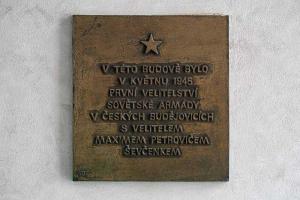 V TÉTO BUDOVĚ BYLO
V KVĚTNU 1945
PRVNÍ VELITELSTVÍ
SOVĚTSKÉ ARMÁDY
V ČESKÝCH BUDĚJOVICÍCH
S VELITELEM
MAXIMEM PETROVIČEM
ŠEVČENKEM